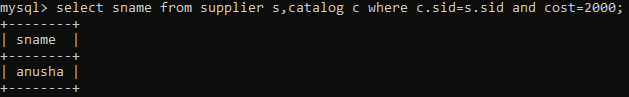 mysql> select sname from supplier s,catalog c where c.sid=s.sid and cost=2000;
+--------+
| sname  |
+--------+
| anusha |
+--------+